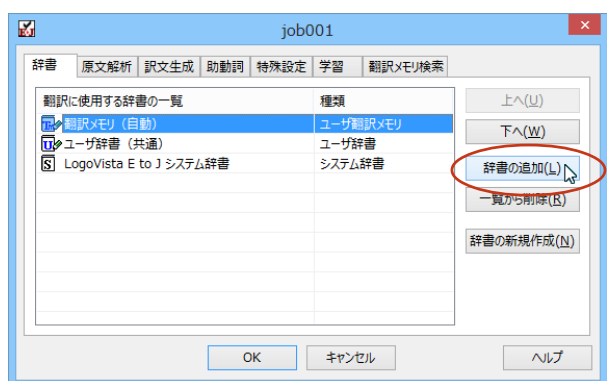 job001
辞書 原文解析 訳文生成 助動詞 特殊設定 学習 翻訳メモリ検索
翻訳に使用する辞書の一覧 種類
翻訳メモリ（自動） ユーザ翻訳メモリ
ユーザ辞書（共通） ユーザ辞書
LogoVista E to J システム辞書 システム辞書
上へ(U)
下へ(W)
辞書の追加(L)
一覧から削除(R)
辞書の新規作成(N)
OK キャンセル ヘルプ